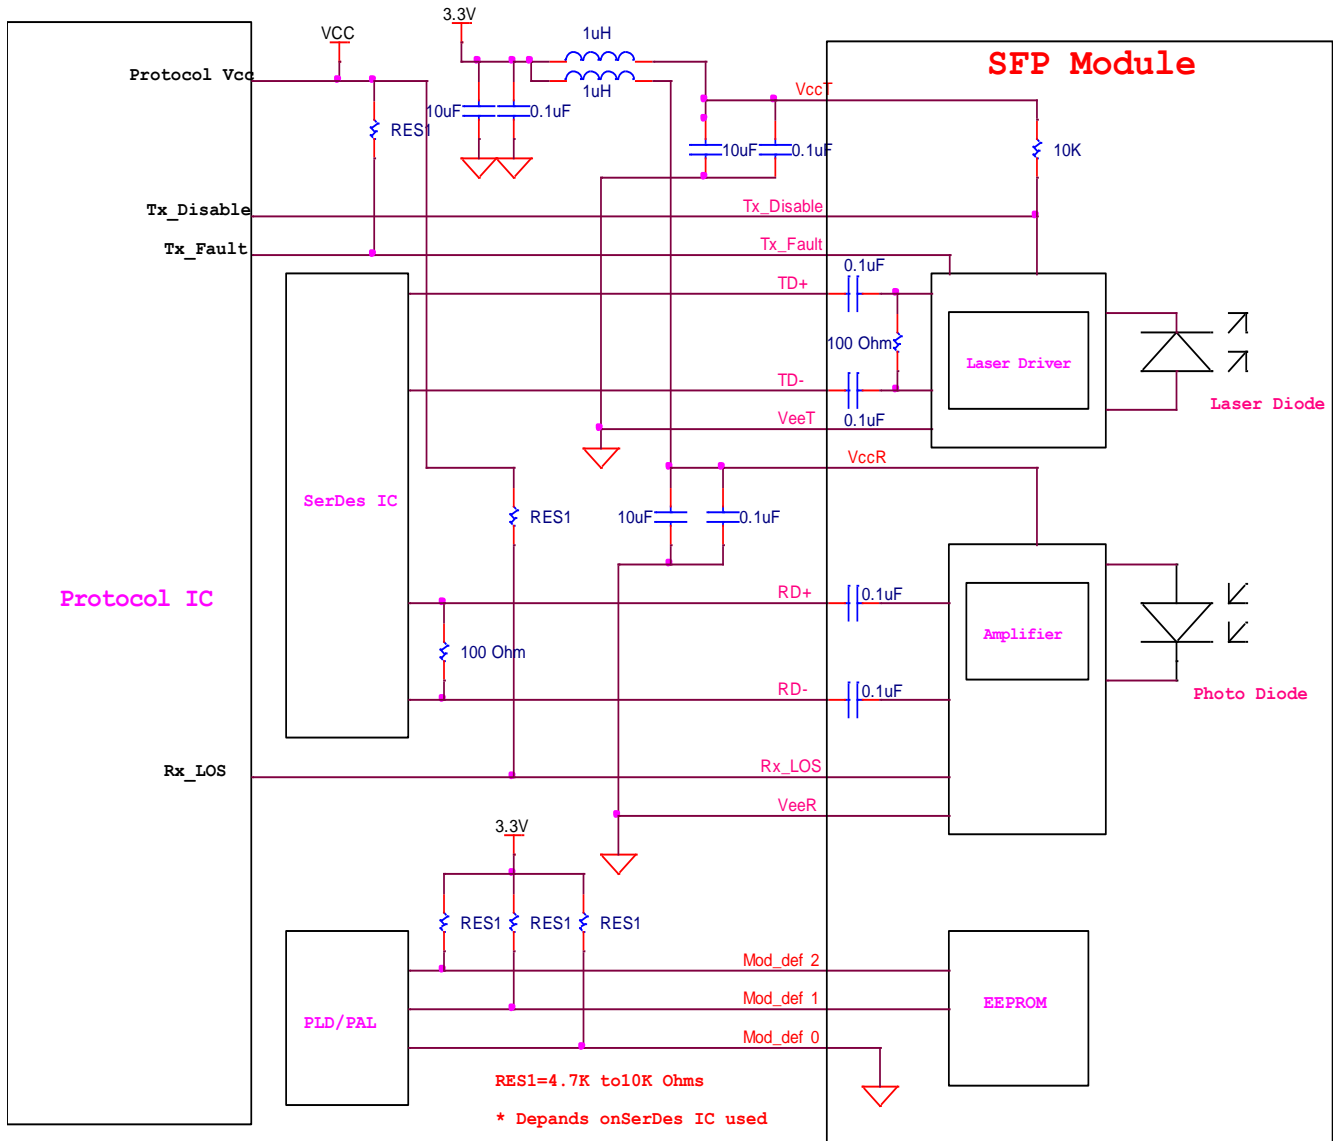 3.3V
VCC
1uH
SFP Module
Protocol Vcc
1uH
VccT
10uF
0.1uF
RES1
10uF
0.1uF
10K
Tx_Disable
Tx_Disable
Tx_Fault
Tx_Fault
0.1uF
TD+
100 Ohm
Laser Driver
TD-
Laser Diode
VeeT
0.1uF
VccR
SerDes IC
RES1
10uF
0.1uF
Protocol IC
RD+
0.1uF
Amplifier
100 Ohm
RD-
0.1uF
Photo Diode
Rx_LOS
Rx_LOS
VeeR
3.3V
RES1
RES1
RES1
Mod_def 2
Mod_def 1
EEPROM
PLD/PAL
Mod_def 0
RES1=4.7K to10K Ohms
* Depands onSerDes IC used